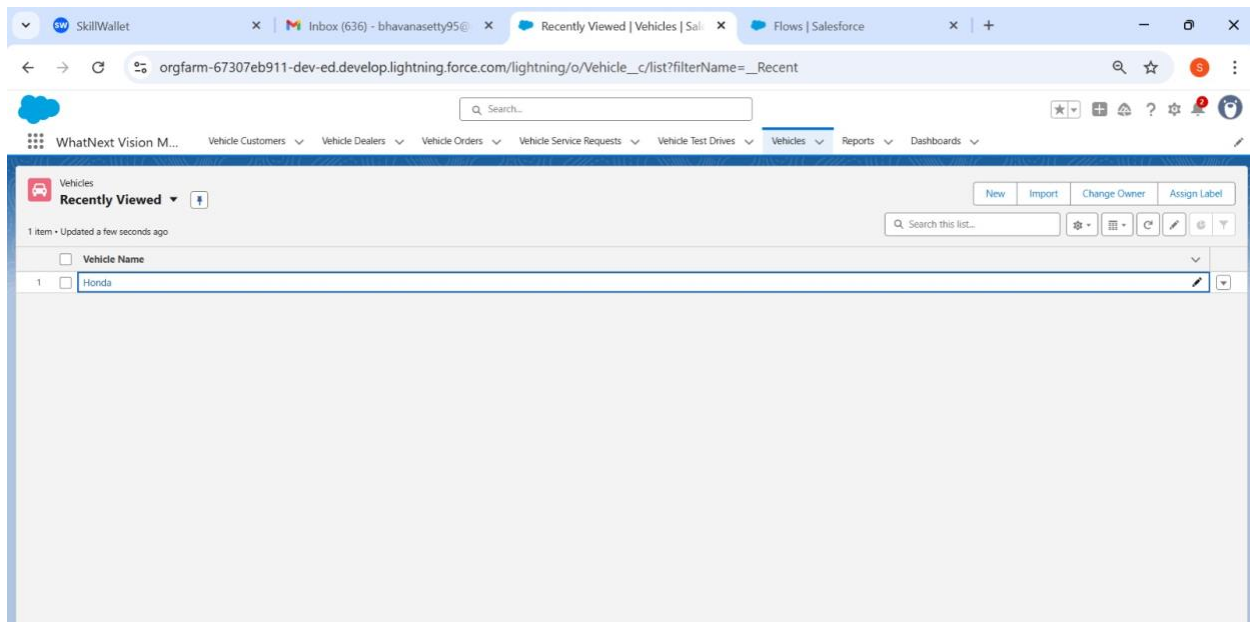 SW SkillWallet Inbox (636) - bhavanasetty95@ Recently Viewed | Vehicles | Sal Flows | Salesforce
orgfarm-67307eb911-dev-ed.develop.lightning.force.com/lightning/o/Vehicle__c/list?filterName=__Recent S
Search... 2
WhatNext Vision M... Vehicle Customers Vehicle Dealers Vehicle Orders Vehicle Service Requests Vehicle Test Drives Vehicles Reports Dashboards
Vehicles
Recently Viewed New Import Change Owner Assign Label
1 item • Updated a few seconds ago Search this list...
Vehicle Name
1 Honda